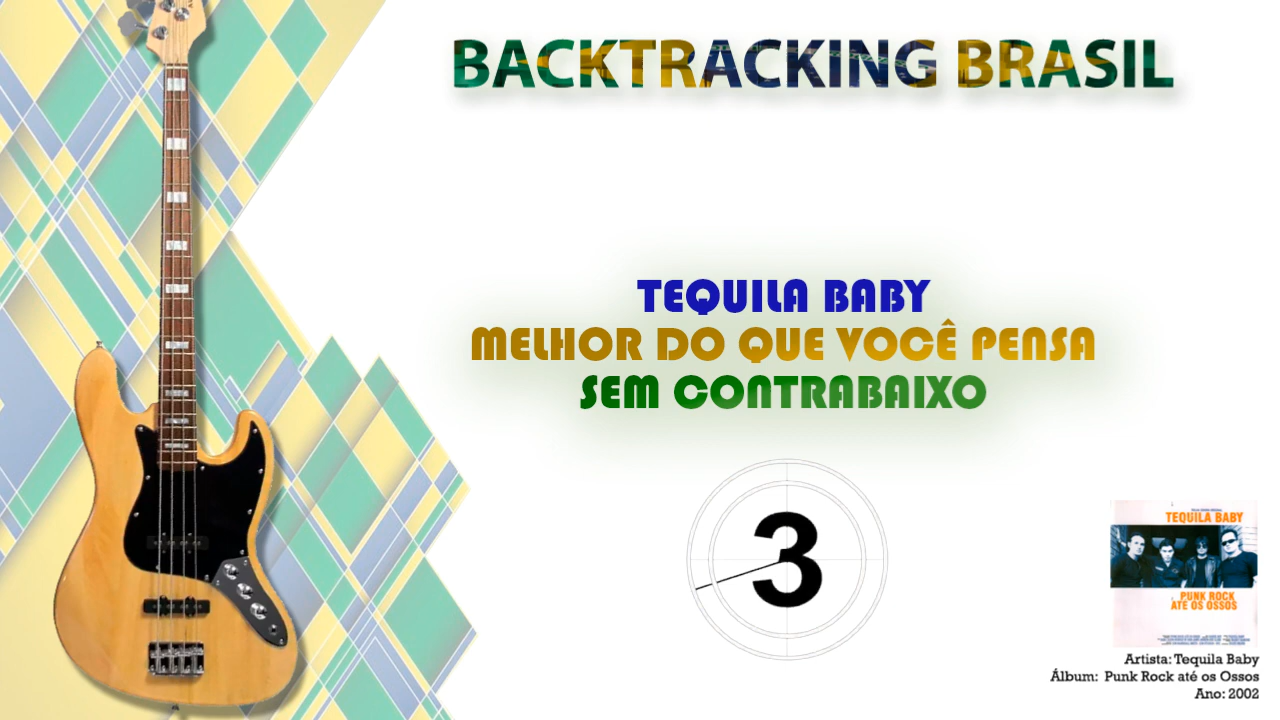 BACKTRACKING BRASIL
TEQUILA BABY
MELHOR DO QUE VOCÊ PENSA
SEM CONTRABAIXO
3
TEQUILA BABY
PUNK ROCK
ATE OS OSSOS
Artista: Tequila Baby
Álbum: Punk Rock até os Ossos
Ano: 2002